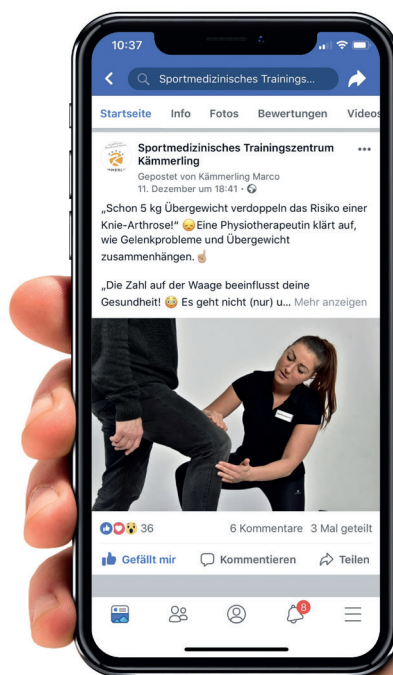 10:37
Sportmedizinisches Trainings...
Startseite Info Fotos Bewertungen Videos
Sportmedizinisches Trainingszentrum
Kämmerling
Gepostet von Kämmerling Marco
11. Dezember um 18:41 ·
„Schon 5 kg Übergewicht verdoppeln das Risiko einer
Knie-Arthrose!“ 😞Eine Physiotherapeutin klärt auf,
wie Gelenkprobleme und Übergewicht
zusammenhängen.☝🏼
„Die Zahl auf der Waage beeinflusst deine
Gesundheit! 😳 Es geht nicht (nur) u... Mehr anzeigen
36 6 Kommentare 3 Mal geteilt
Gefällt mir Kommentieren Teilen
8